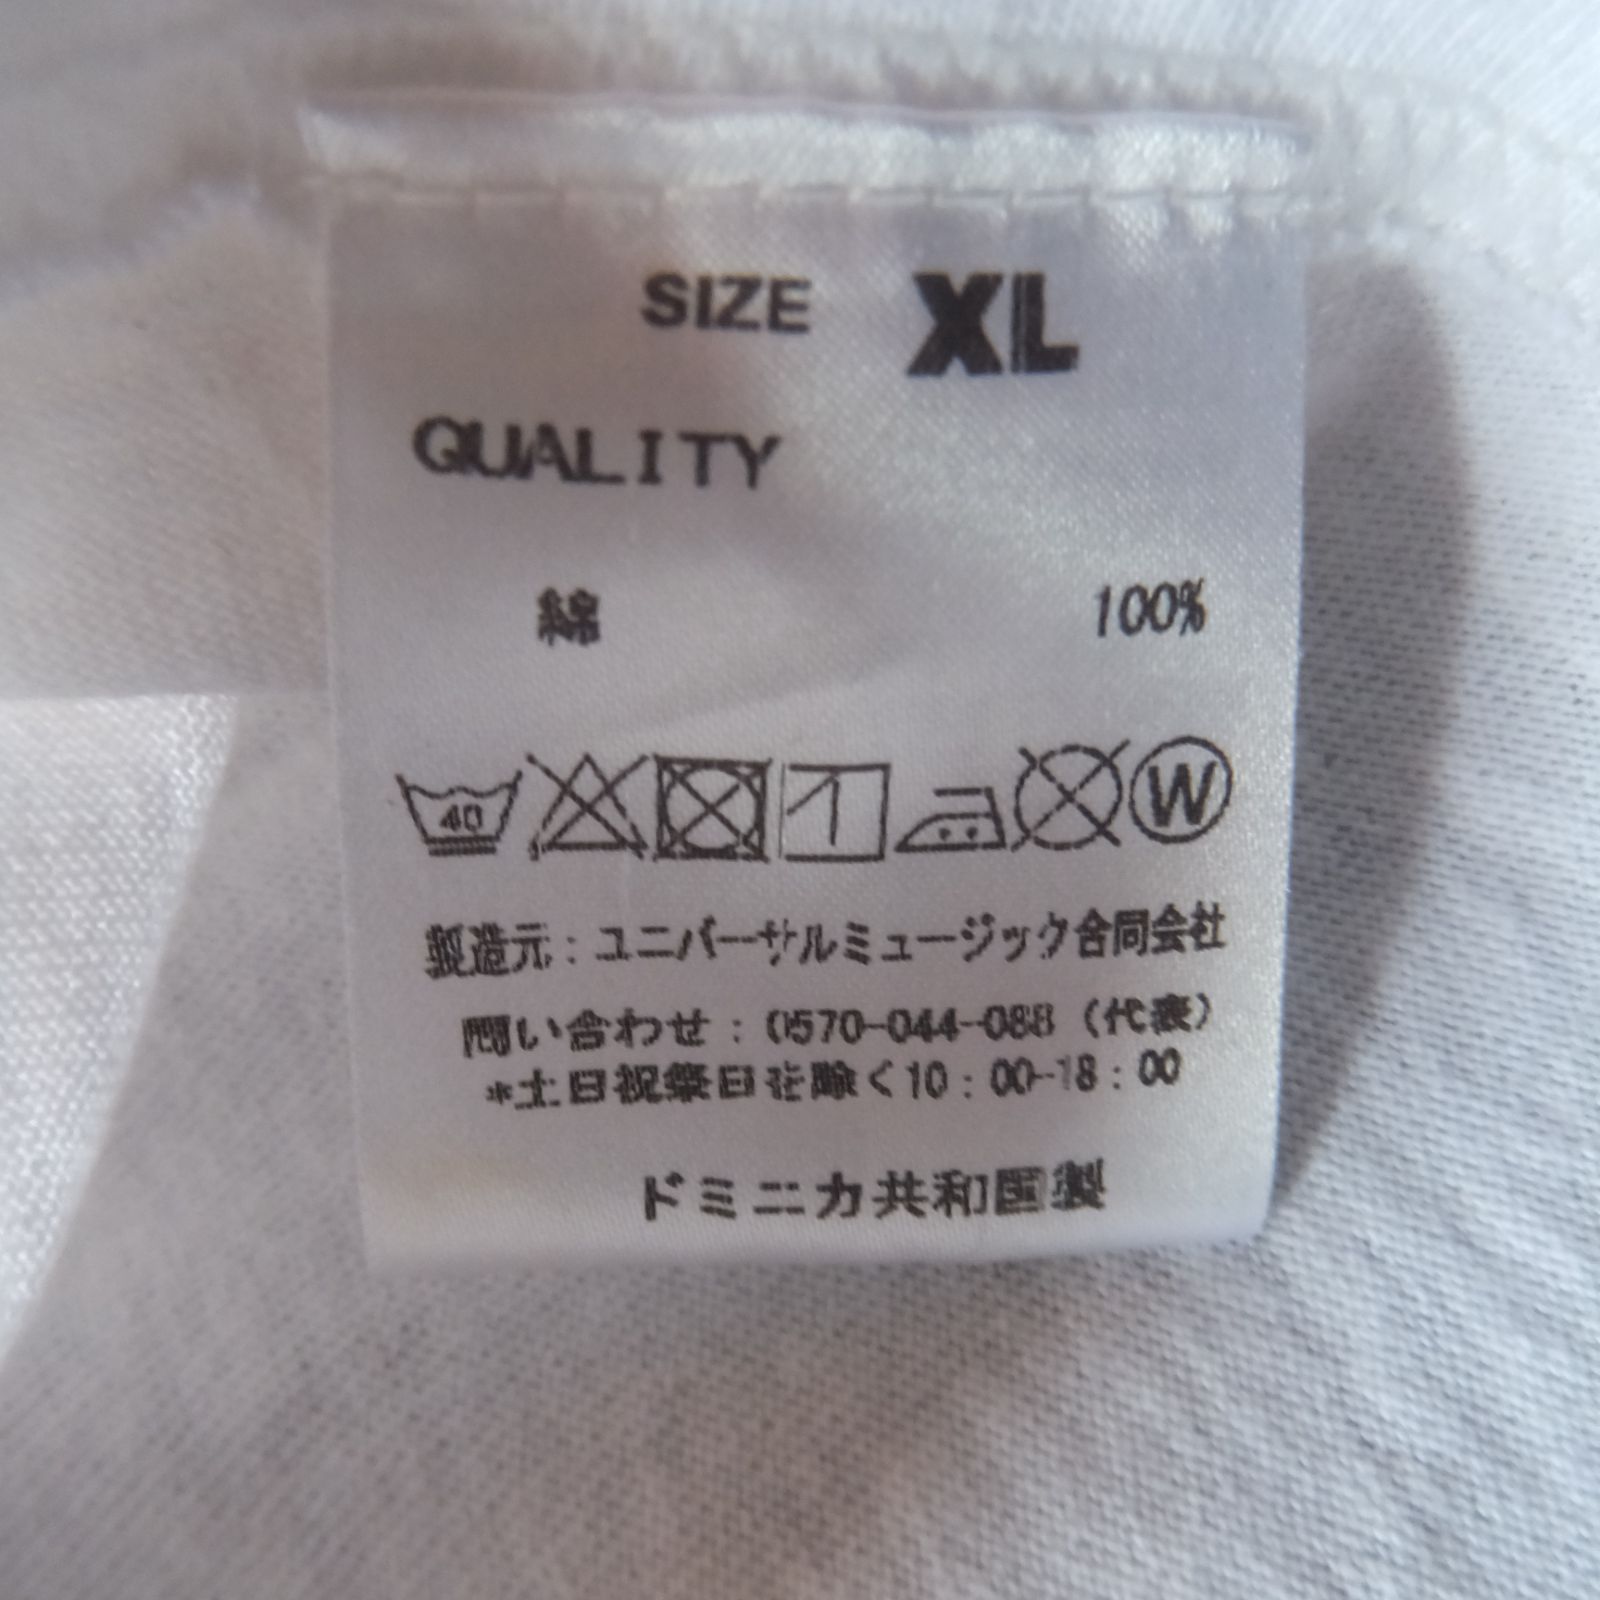 SIZE XL
QUALITY
綿 100%
40 W
製造元：ユニバーサルミュージック合同会社
問い合わせ：0570-044-088（代表）
*土日祝祭日を除く10：00-18：00
ドミニカ共和国製